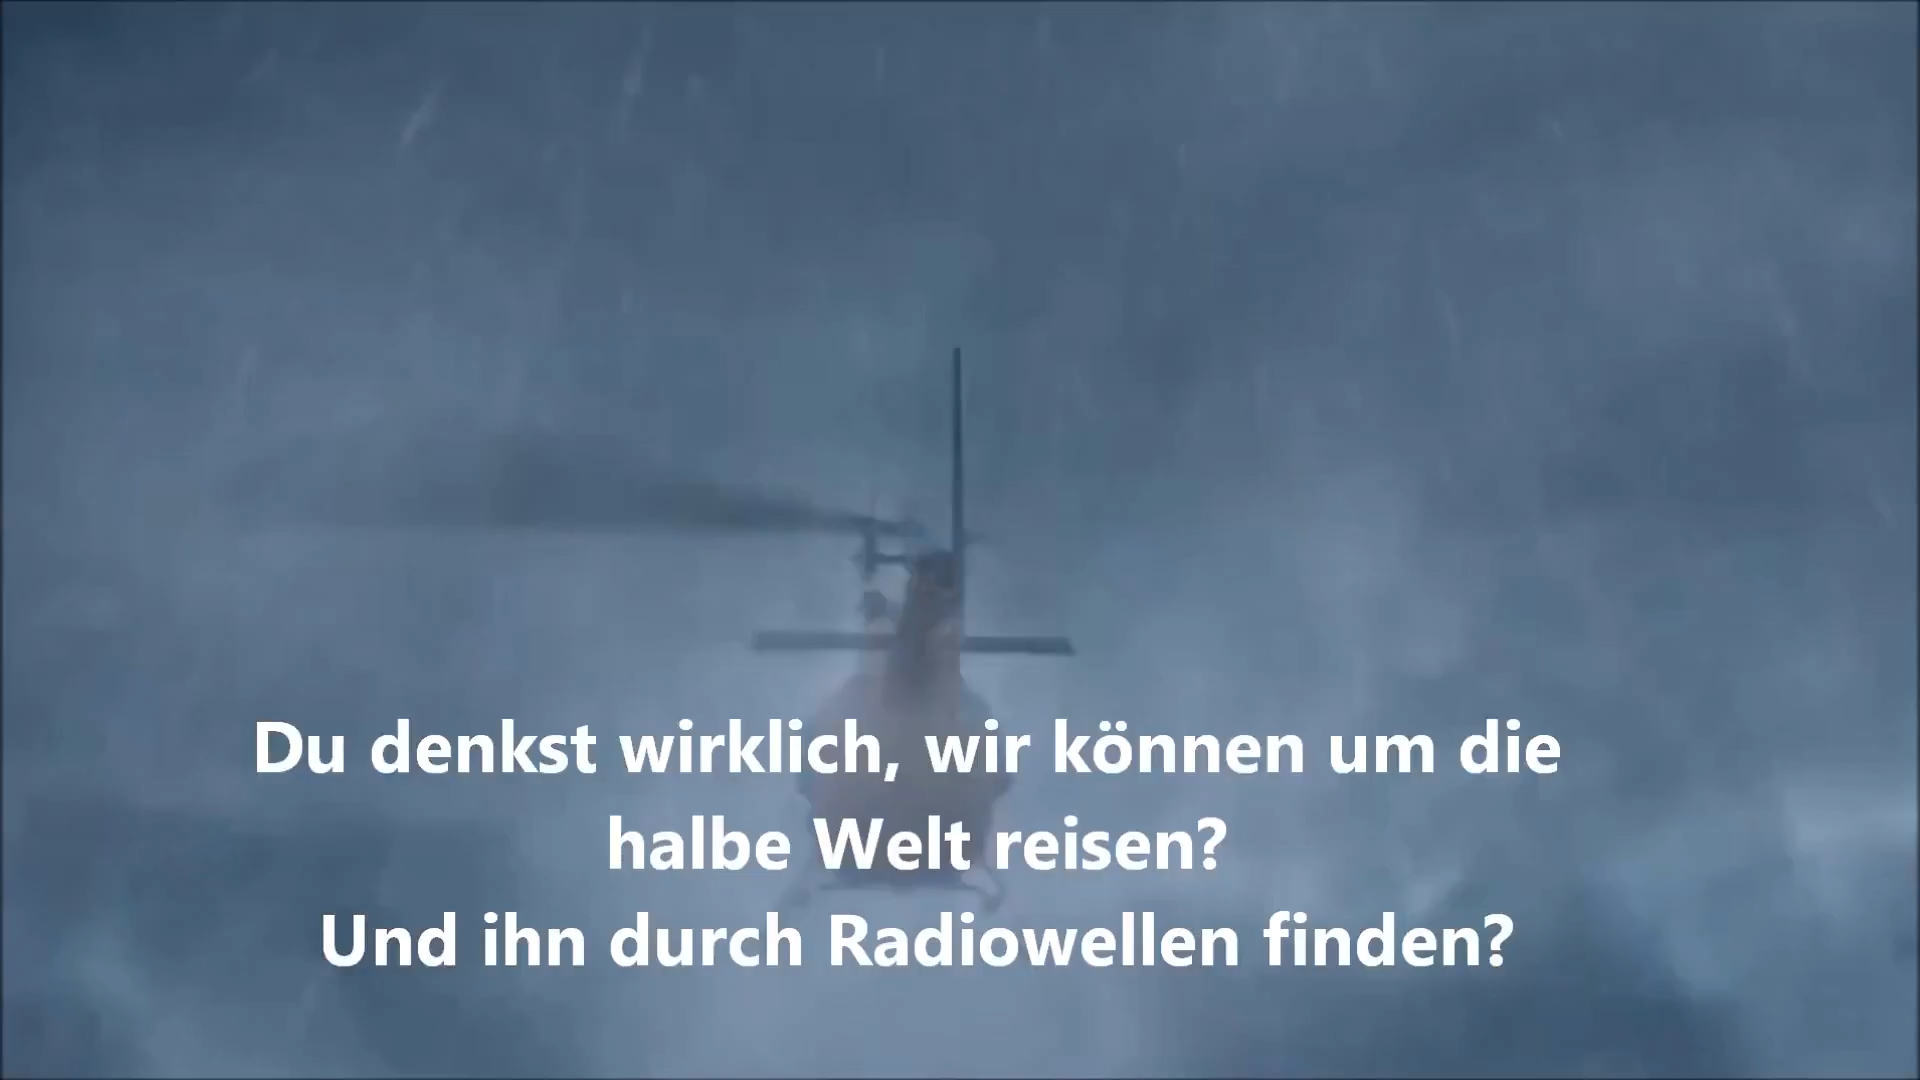 Du denkst wirklich, wir können um die
halbe Welt reisen?
Und ihn durch Radiowellen finden?